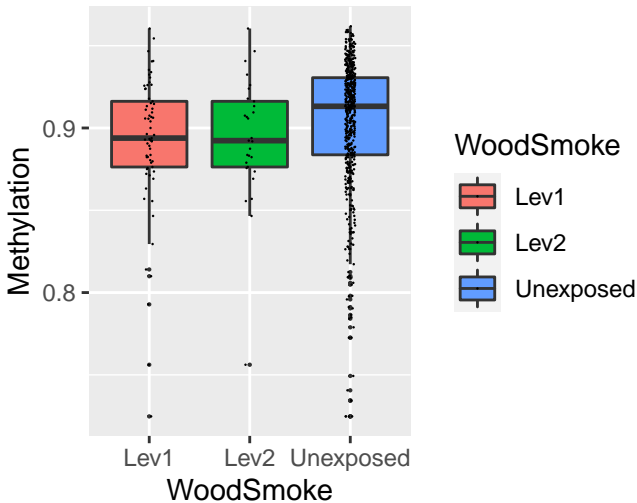 Methylation
0.9
0.8
Lev1 Lev2 Unexposed
WoodSmoke
WoodSmoke
Lev1
Lev2
Unexposed